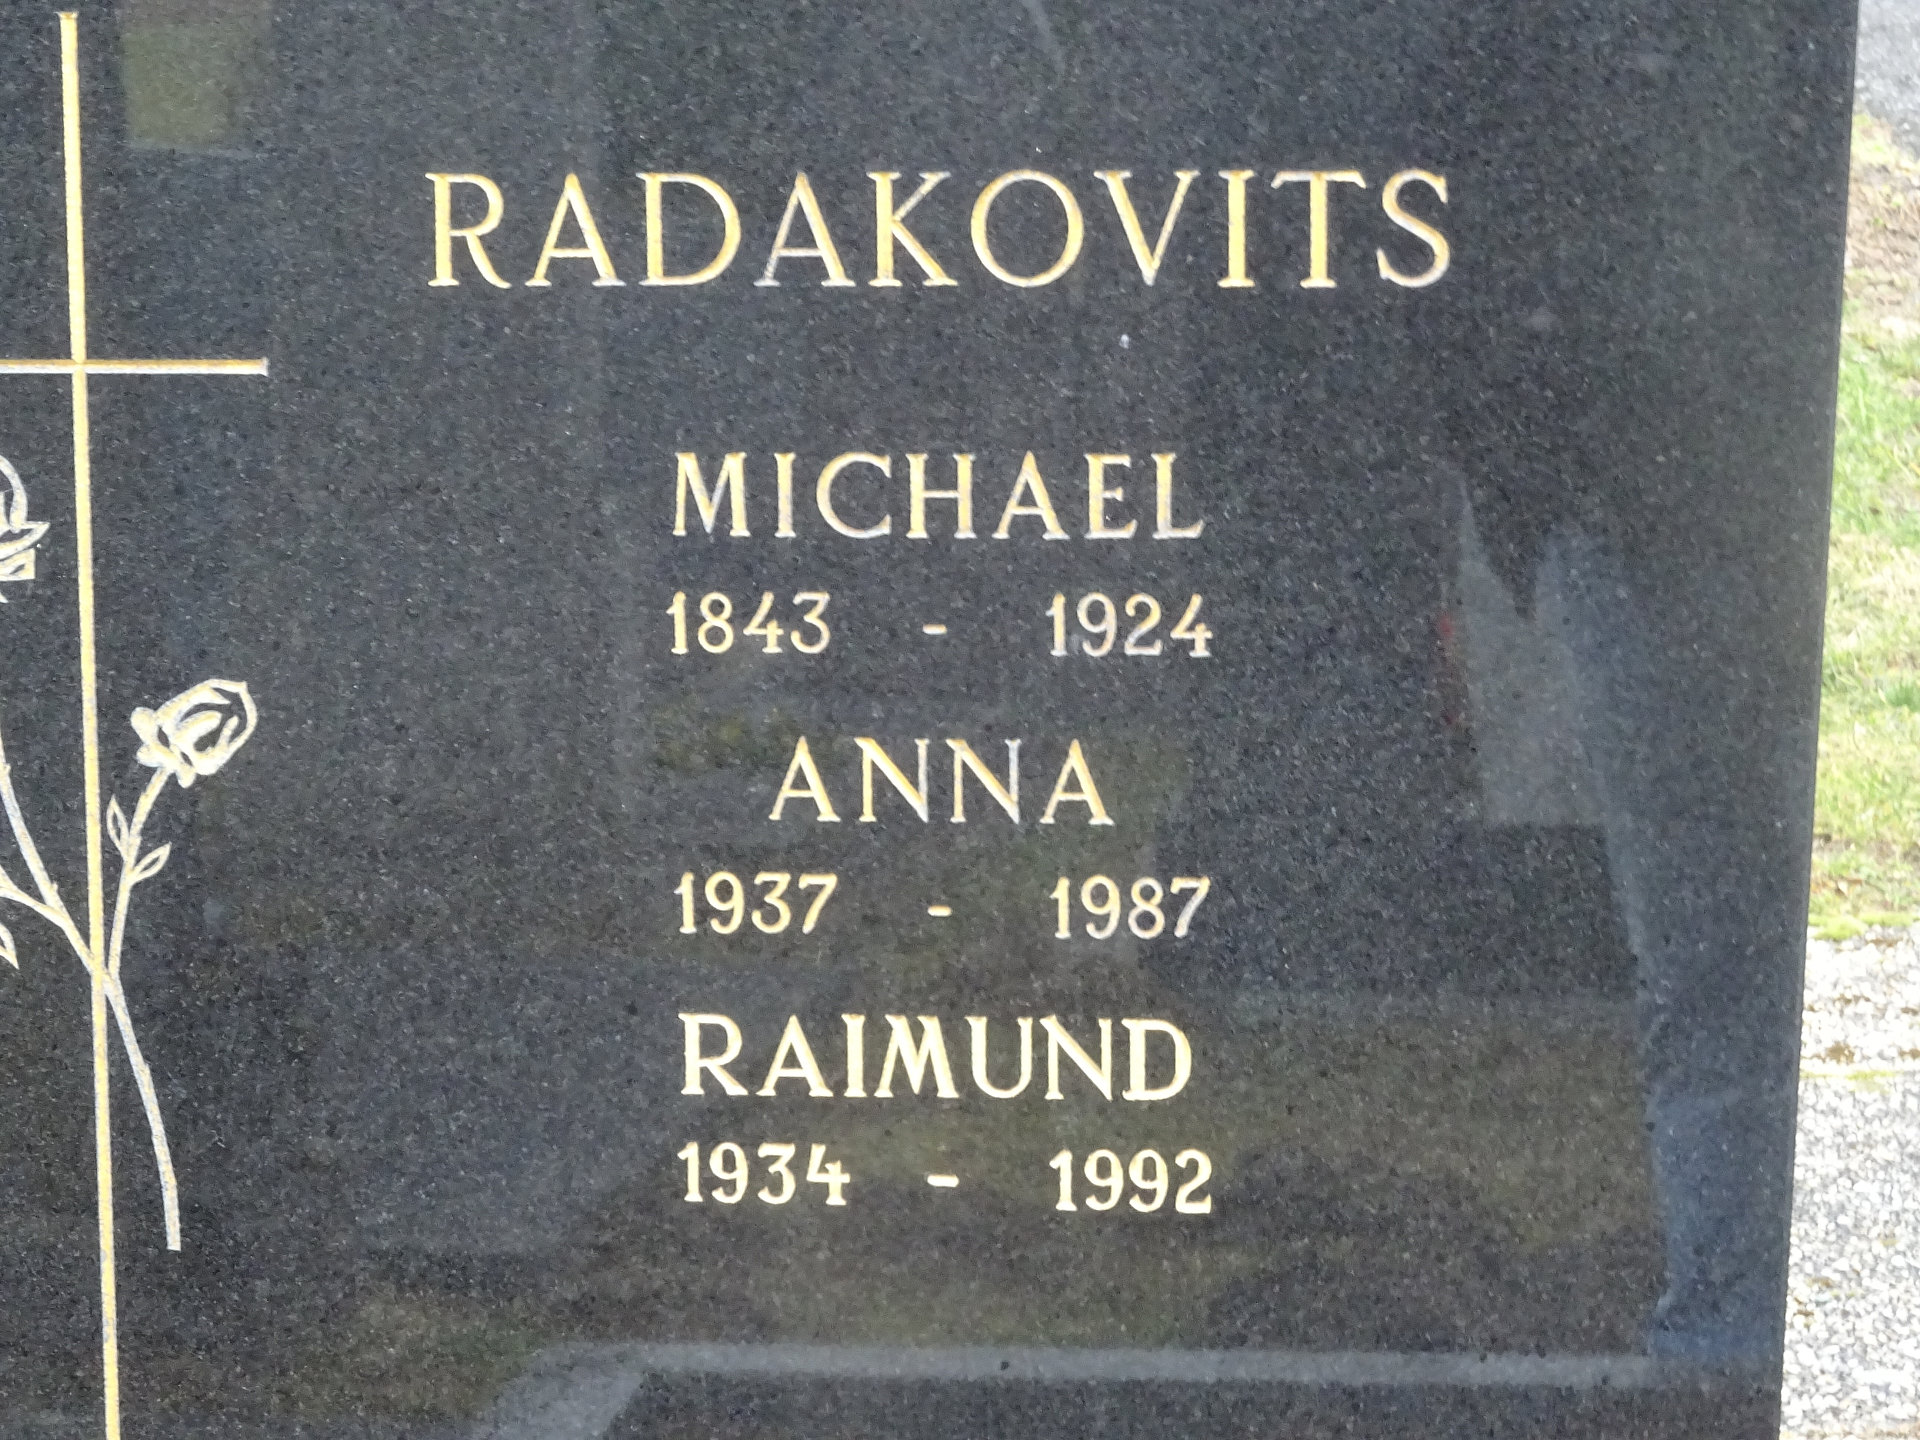 RADAKOVITS
MICHAEL
1843 - 1924
ANNA
1937 - 1987
RAIMUND
1934 - 1992